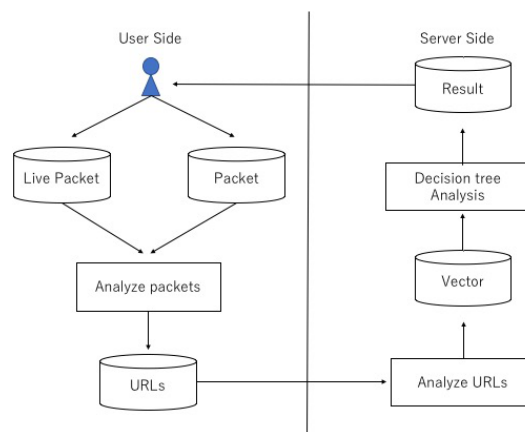 User Side
Server Side
Result
Live Packet
Packet
Decision tree
Analysis
Analyze packets
Vector
URLs
Analyze URLs